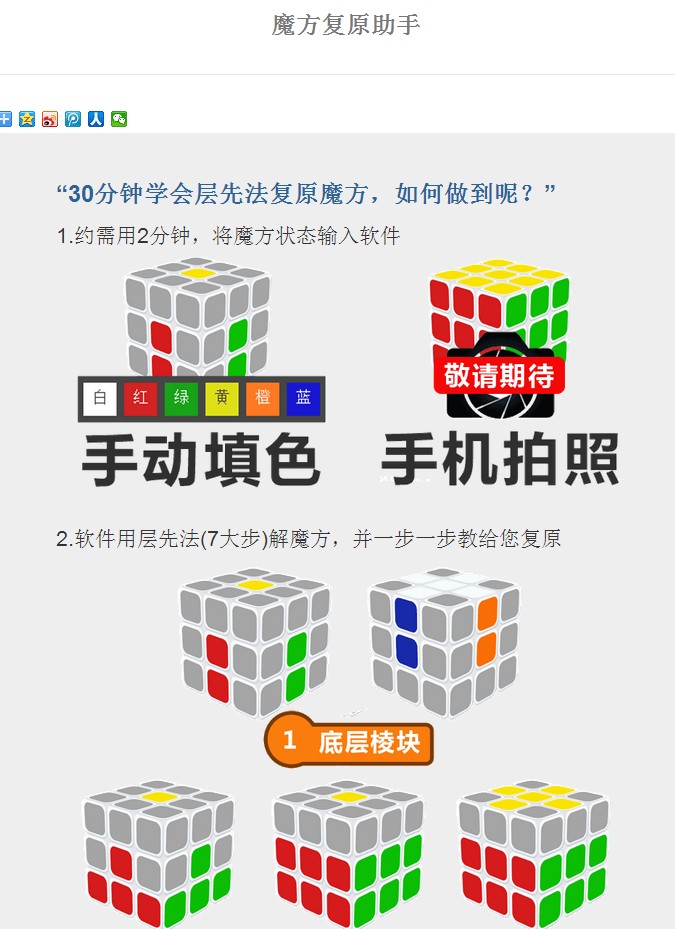 魔方复原助手
“30分钟学会层先法复原魔方，如何做到呢？”
1.约需用2分钟，将魔方状态输入软件
敬请期待
白 红 绿 黄 橙 蓝
手动填色 手机拍照
2.软件用层先法(7大步)解魔方，并一步一步教给您复原
1 底层棱块